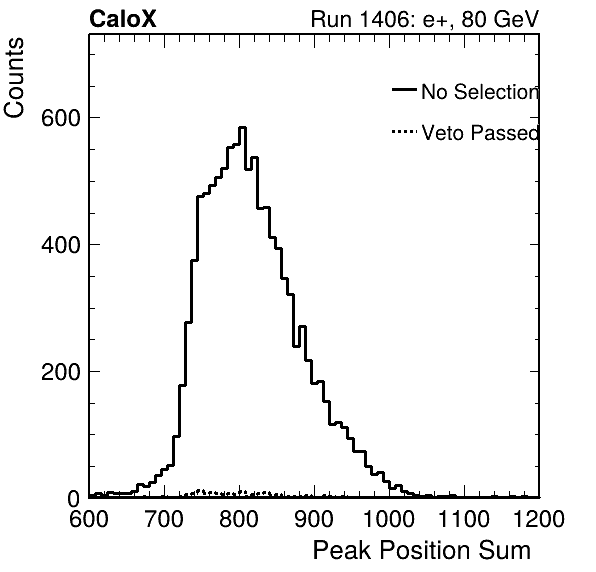 CaloX Run 1406: e+, 80 GeV
Counts
No Selection
Veto Passed
600
400
200
0
600 700 800 900 1000 1100 1200
Peak Position Sum